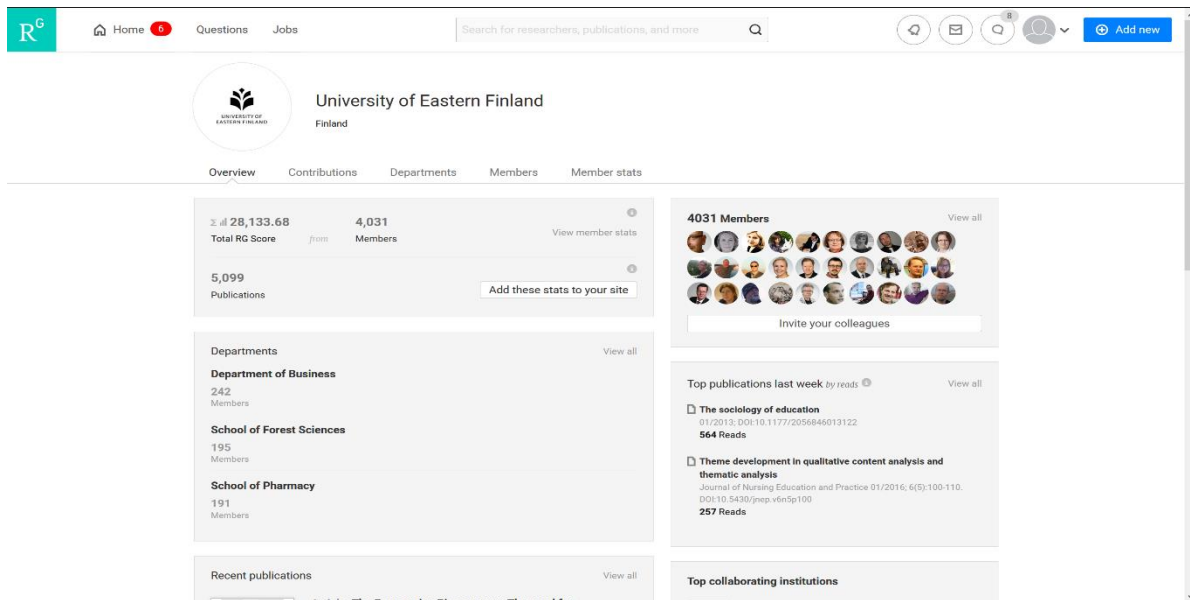 RG
Home 6
Questions
Jobs
Search for researchers, publications, and more
8
Add new
UNIVERSITY OF
EASTERN FINLAND
University of Eastern Finland
Finland
Overview
Contributions
Departments
Members
Member stats
Σ 28,133.68
Total RG Score
from
4,031
Members
View member stats
5,099
Publications
Add these stats to your site
Departments
View all
Department of Business
242
Members
School of Forest Sciences
195
Members
School of Pharmacy
191
Members
Recent publications
View all
4031 Members
View all
Invite your colleagues
Top publications last week by reads
View all
The sociology of education
01/2013; DOI:10.1177/2056846013122
564 Reads
Theme development in qualitative content analysis and
thematic analysis
Journal of Nursing Education and Practice 01/2016; 6(5):100-110.
DOI:10.5430/jnep.v6n5p100
257 Reads
Top collaborating institutions